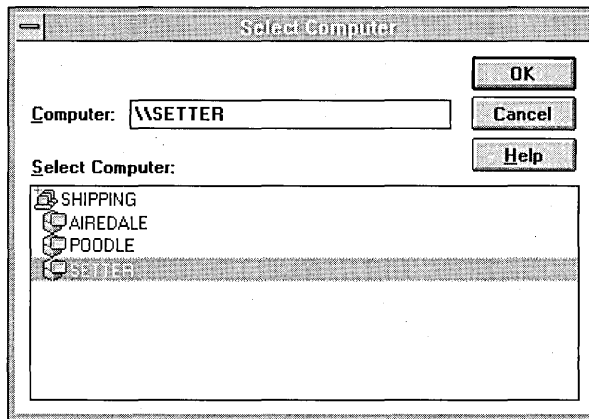 Select Computer
OK
Computer: \\SETTER
Cancel
Help
Select Computer:
SHIPPING
AIREDALE
POODLE
SETTER